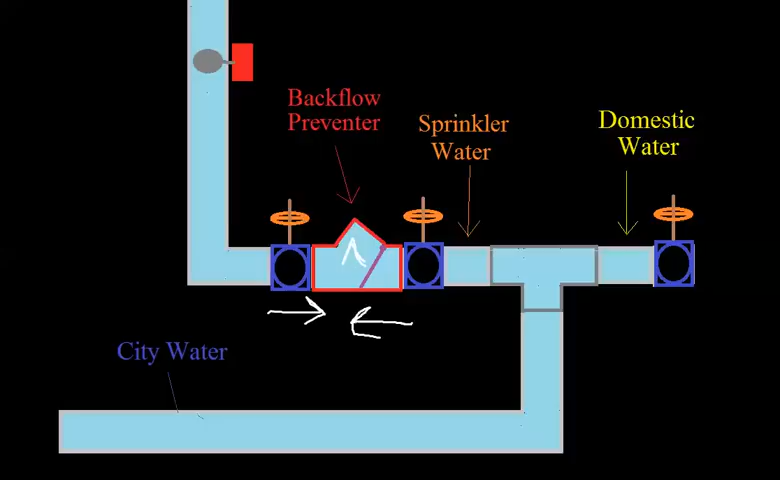 Backflow
Preventer
Sprinkler
Water
Domestic
Water
City Water